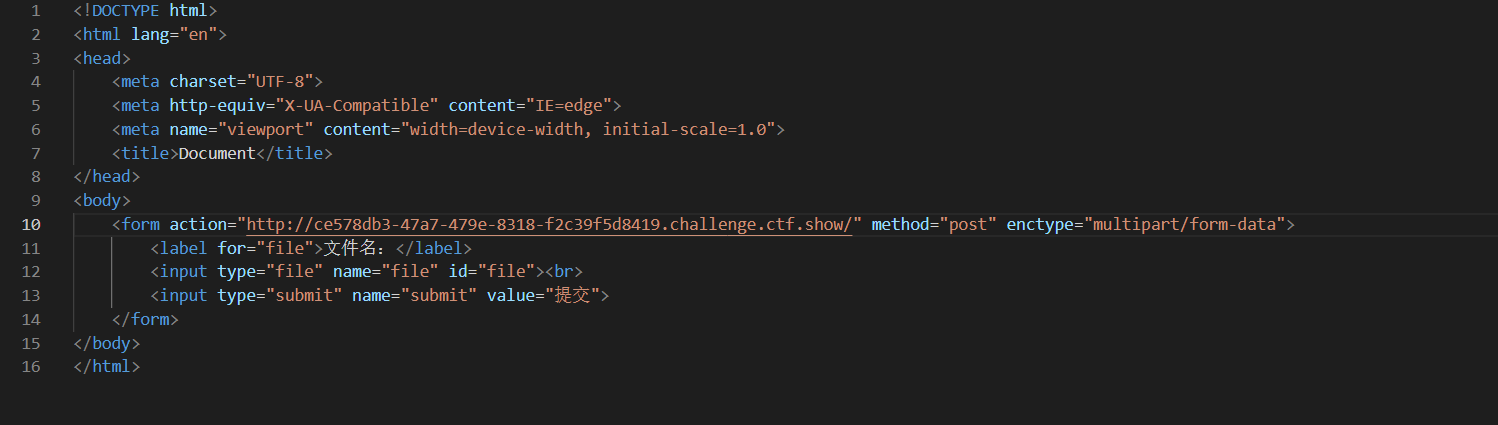 1 <!DOCTYPE html>
2 <html lang="en">
3 <head>
4     <meta charset="UTF-8">
5     <meta http-equiv="X-UA-Compatible" content="IE=edge">
6     <meta name="viewport" content="width=device-width, initial-scale=1.0">
7     <title>Document</title>
8 </head>
9 <body>
10     <form action="http://ce578db3-47a7-479e-8318-f2c39f5d8419.challenge.ctf.show/" method="post" enctype="multipart/form-data">
11         <label for="file">文件名：</label>
12         <input type="file" name="file" id="file"><br>
13         <input type="submit" name="submit" value="提交">
14     </form>
15 </body>
16 </html>